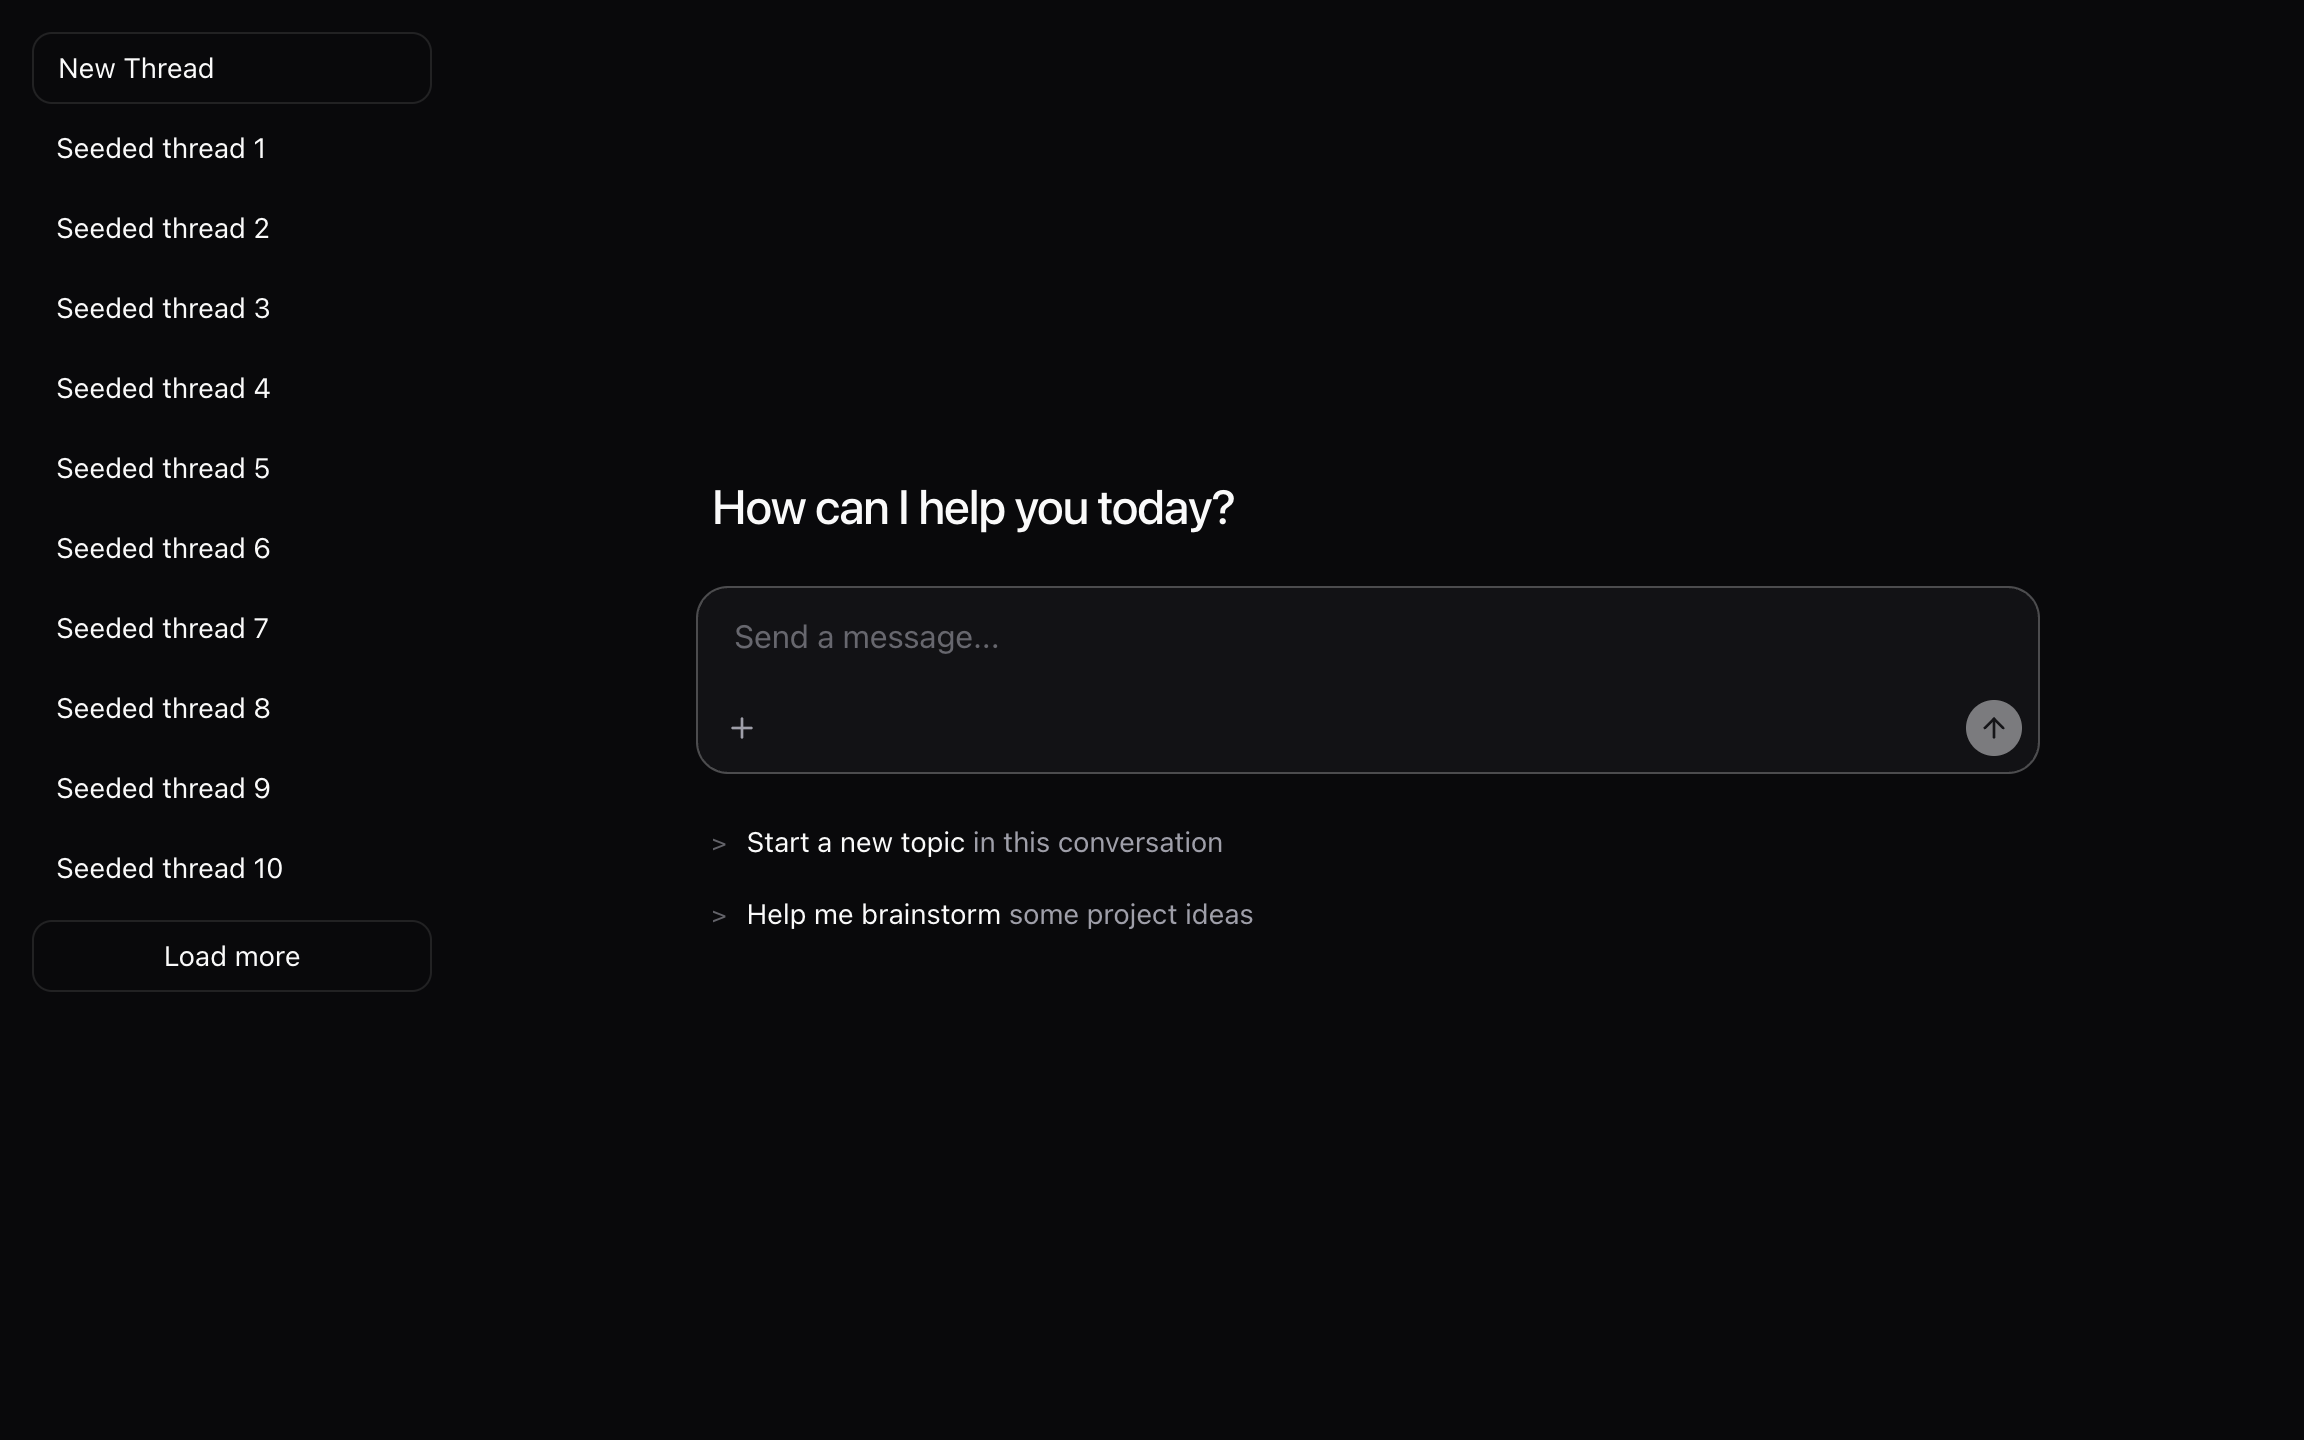 New Thread
Seeded thread 1
Seeded thread 2
Seeded thread 3
Seeded thread 4
Seeded thread 5
Seeded thread 6
Seeded thread 7
Seeded thread 8
Seeded thread 9
Seeded thread 10
Load more
How can I help you today?
Send a message...
> Start a new topic in this conversation
> Help me brainstorm some project ideas